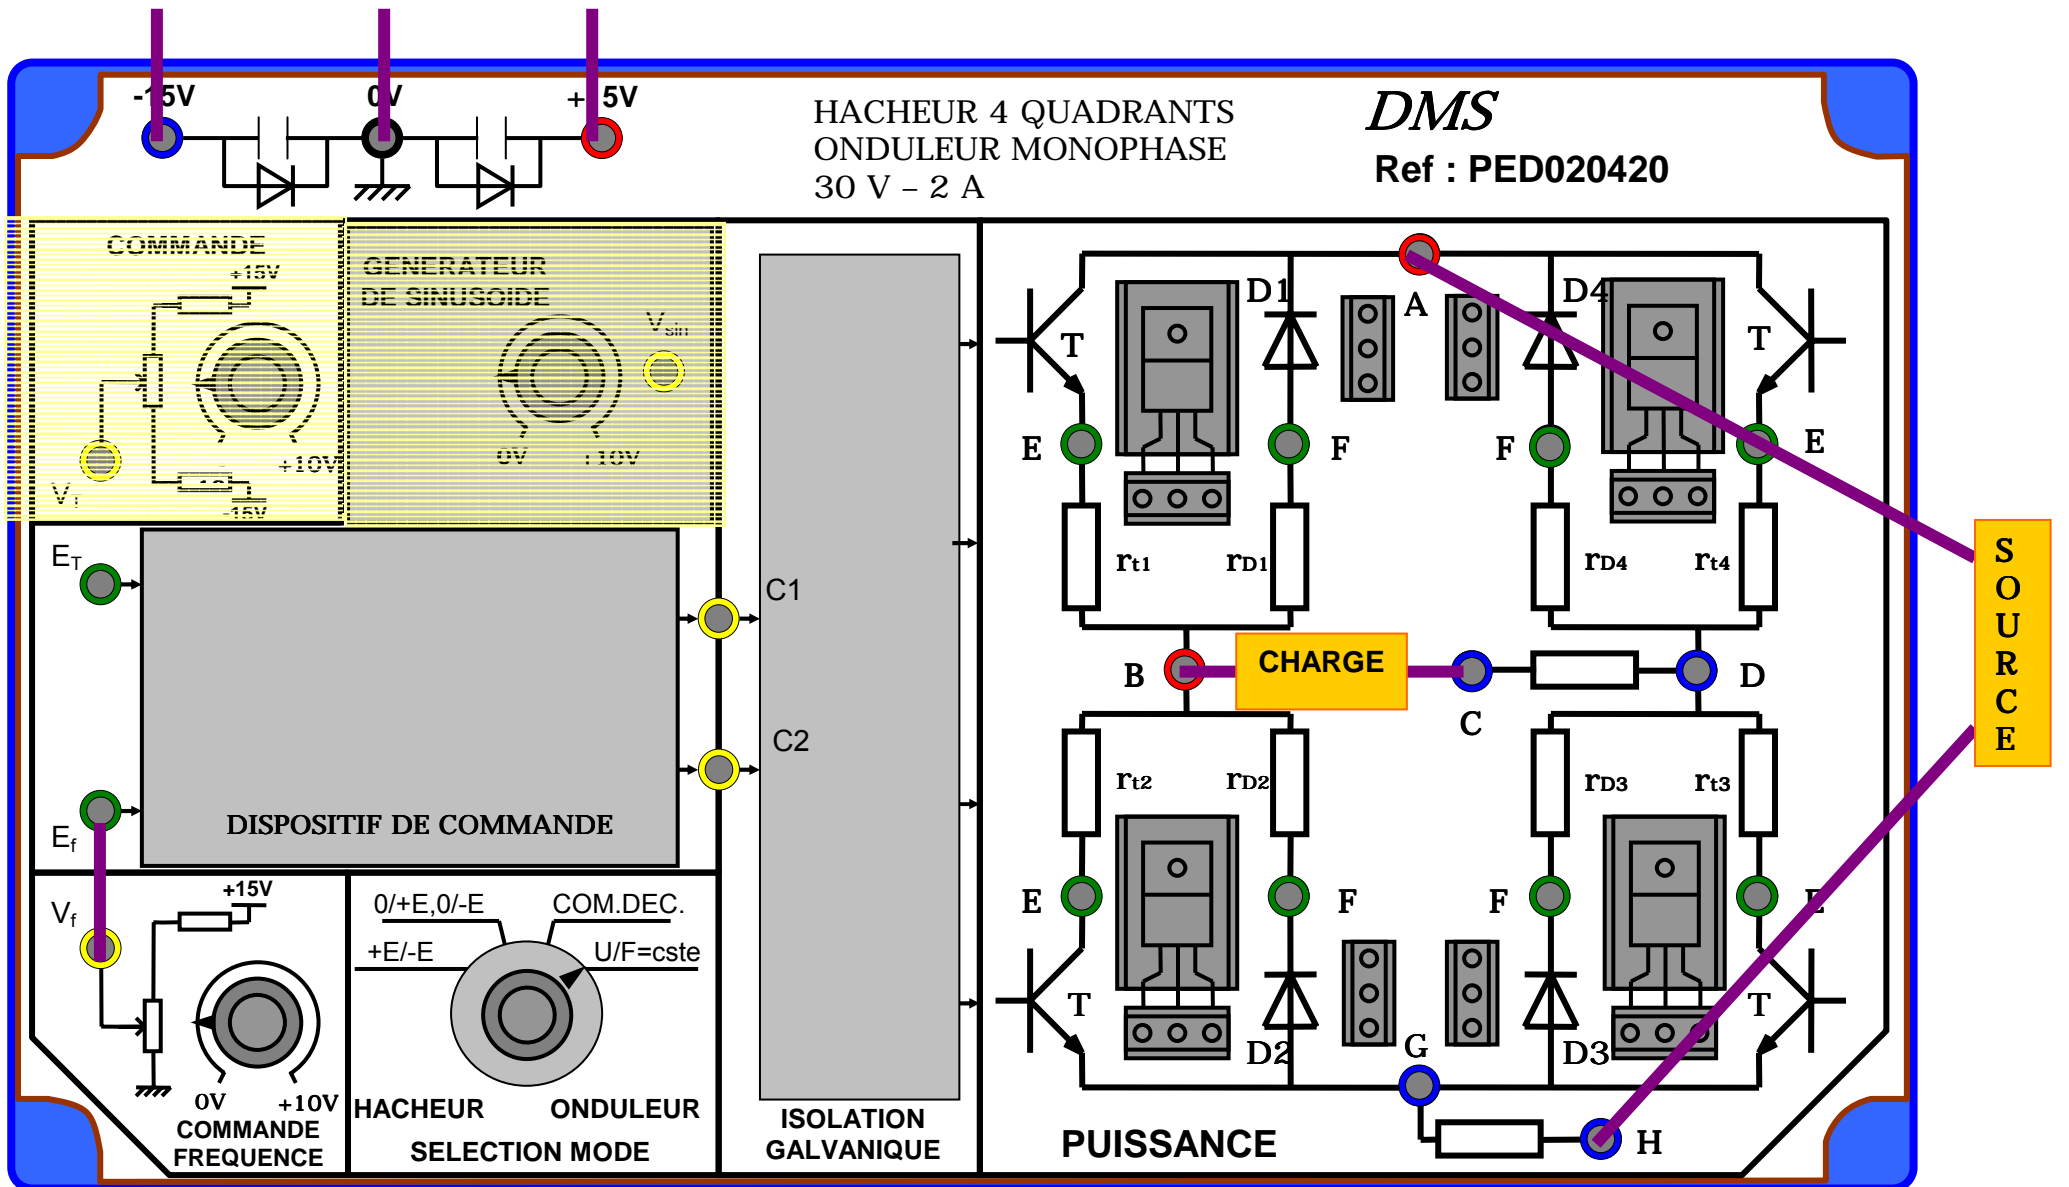 -15V
0V
+15V
HACHEUR 4 QUADRANTS
ONDULEUR MONOPHASE
30 V – 2 A
DMS
Ref : PED020420
COMMANDE
+15V
+10V
-15V
VT
GENERATEUR
DE SINUSOIDE
Vsin
0V
+10V
ET
Ef
DISPOSITIF DE COMMANDE
C1
C2
Vf
+15V
0V
+10V
COMMANDE
FREQUENCE
0/+E,0/-E
COM.DEC.
+E/-E
U/F=cste
HACHEUR
ONDULEUR
SELECTION MODE
ISOLATION
GALVANIQUE
D1
A
D4
T
T
E
F
F
E
rt1
rD1
rD4
rt4
B
CHARGE
C
D
rt2
rD2
rD3
rt3
E
F
F
E
T
T
D2
G
D3
PUISSANCE
H
SOURCE